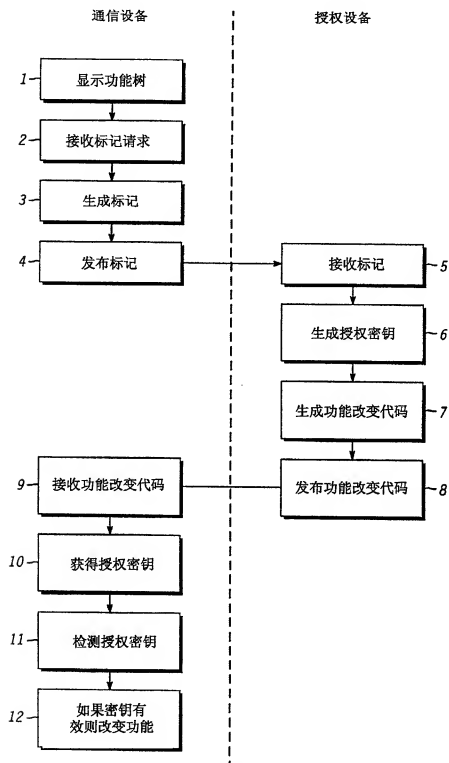 通信设备
授权设备
1
显示功能树
2
接收标记请求
3
生成标记
4
发布标记
接收标记
5
生成授权密钥
6
生成功能改变代码
7
发布功能改变代码
8
9
接收功能改变代码
10
获得授权密钥
11
检测授权密钥
12
如果密钥有
效则改变功能